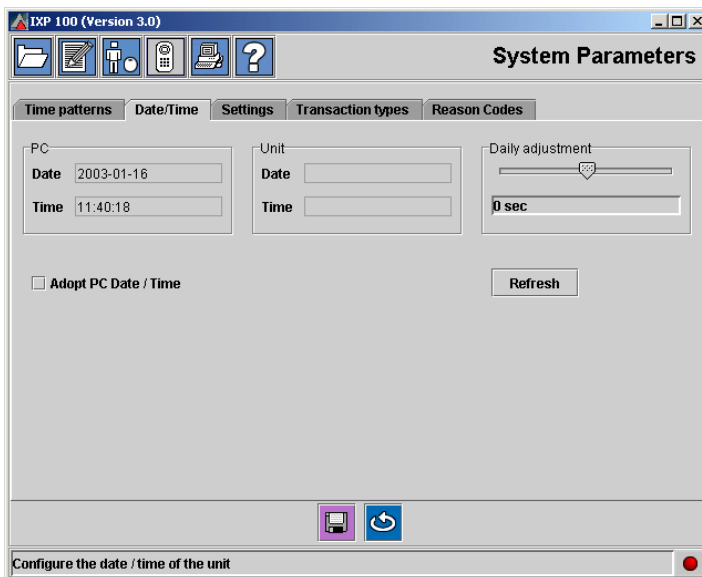 IXP 100 (Version 3.0)
?
System Parameters
Time patterns Date/Time Settings Transaction types Reason Codes
PC Unit Daily adjustment
Date 2003-01-16 Date
Time 11:40:18 Time 0 sec
Adopt PC Date / Time Refresh
Configure the date / time of the unit